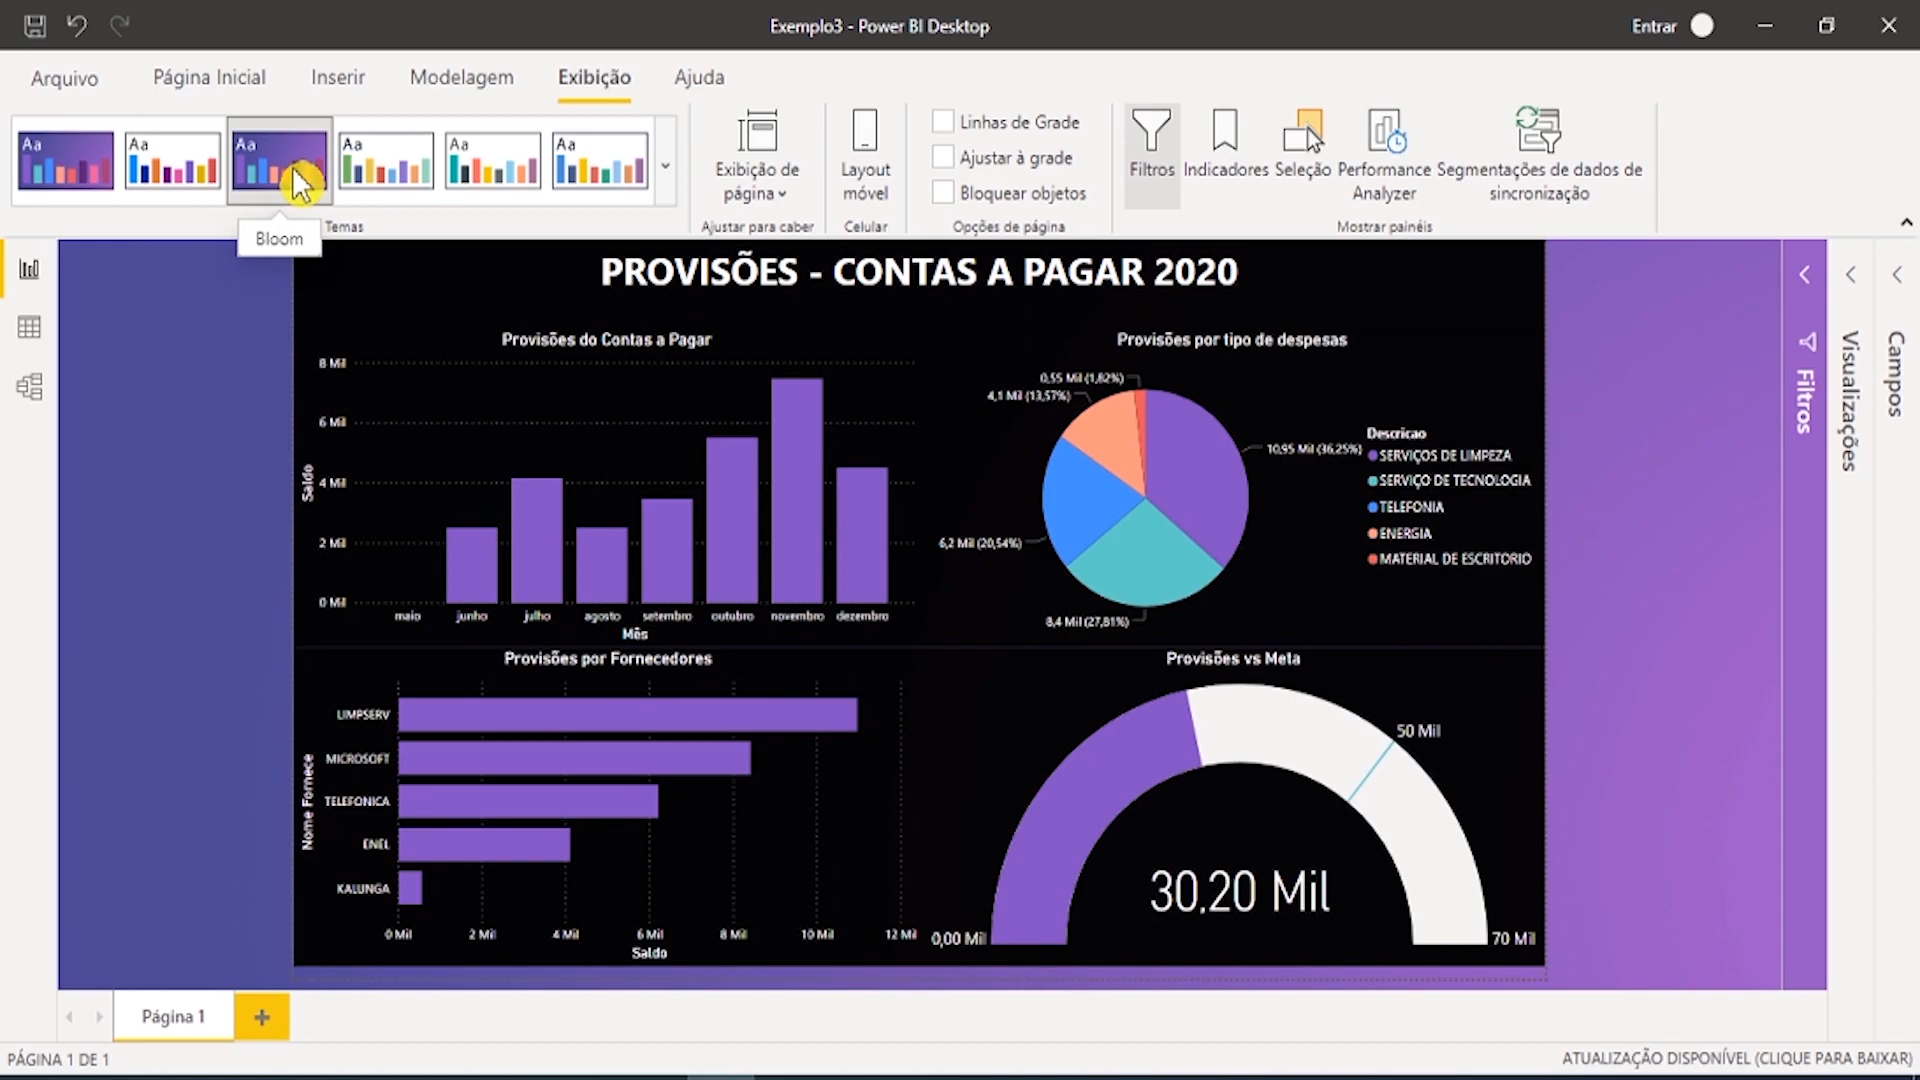 Exemplo3 - Power BI Desktop
Entrar
Arquivo
Página Inicial
Inserir
Modelagem
Exibição
Ajuda
Aa
Aa
Aa
Aa
Aa
Aa
Exibição de
página
Layout
móvel
Linhas de Grade
Ajustar à grade
Bloquear objetos
Filtros
Indicadores
Seleção
Performance
Analyzer
Segmentações de dados de
sincronização
Temas
Ajustar para caber
Celular
Opções de página
Mostrar painéis
Bloom
PROVISÕES - CONTAS A PAGAR 2020
Provisões do Contas a Pagar
8 Mil
6 Mil
4 Mil
2 Mil
0 Mil
Saldo
maio
junho
julho
agosto
setembro
outubro
novembro
dezembro
Mês
Provisões por tipo de despesas
0,55 Mil (1,82%)
4,1 Mil (13,57%)
10,95 Mil (36,25%)
6,2 Mil (20,54%)
8,4 Mil (27,81%)
Descricao
SERVIÇOS DE LIMPEZA
SERVIÇO DE TECNOLOGIA
TELEFONIA
ENERGIA
MATERIAL DE ESCRITORIO
Provisões por Fornecedores
Nome Fornece
LIMPSERV
MICROSOFT
TELEFONICA
ENEL
KALUNGA
0 Mil
2 Mil
4 Mil
6 Mil
8 Mil
10 Mil
12 Mil
Saldo
Provisões vs Meta
50 Mil
30,20 Mil
0,00 Mil
70 Mil
Filtros
Visualizações
Campos
Página 1
PÁGINA 1 DE 1
ATUALIZAÇÃO DISPONÍVEL (CLIQUE PARA BAIXAR)